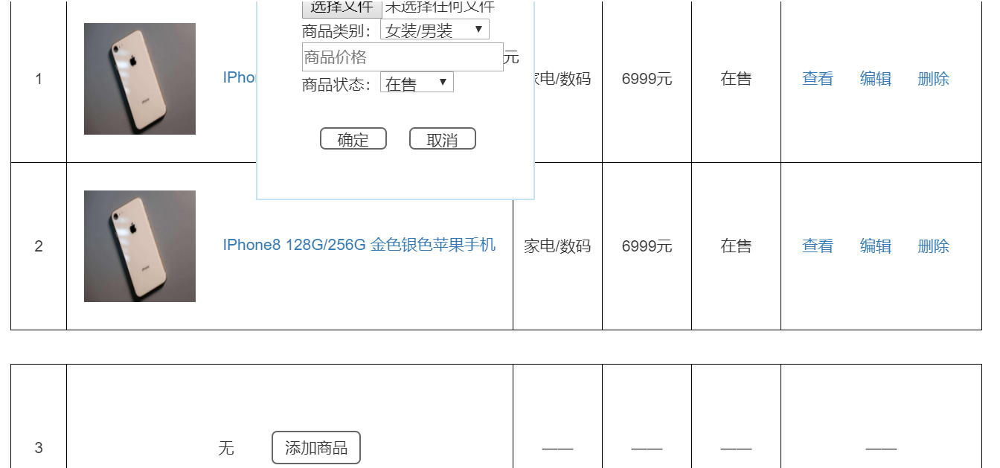 选择文件 未选择任何文件
商品类别： 女装/男装
商品价格 元
商品状态： 在售
确定 取消
1 IPho 家电/数码 6999元 在售 查看 编辑 删除
2 IPhone8 128G/256G 金色银色苹果手机 家电/数码 6999元 在售 查看 编辑 删除
3 无 添加商品 —— —— —— ——